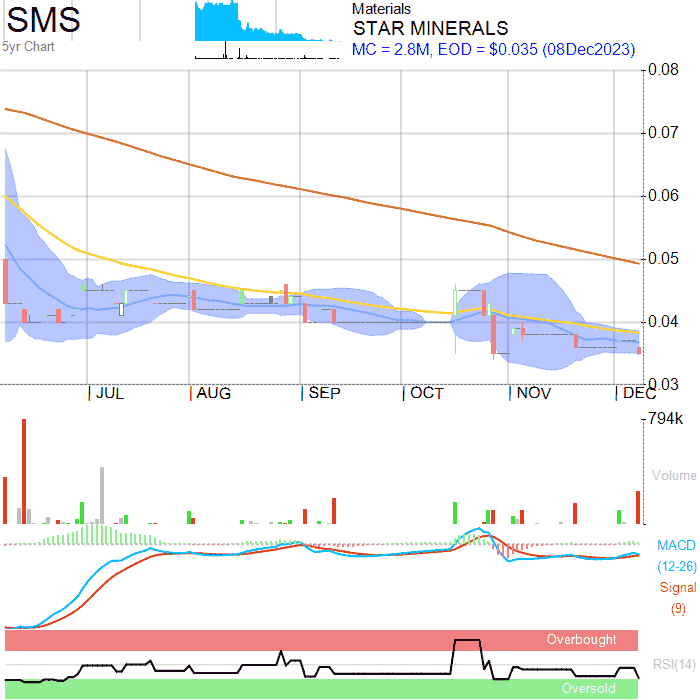 SMS
5yr Chart
Materials
STAR MINERALS
MC = 2.8M, EOD = $0.035 (08Dec2023)
0.08
0.07
0.06
0.05
0.04
0.03
JUL AUG SEP OCT NOV DEC
794k
Volume
MACD
(12-26)
Signal
(9)
Overbought
RSI(14)
Oversold